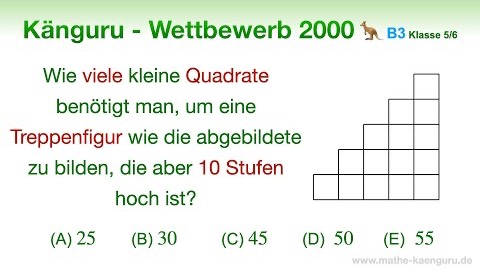 Känguru - Wettbewerb 2000 🦘 B3 Klasse 5/6
Wie viele kleine Quadrate
benötigt man, um eine
Treppenfigur wie die abgebildete
zu bilden, die aber 10 Stufen
hoch ist?
(A) 25 (B) 30 (C) 45 (D) 50 (E) 55
www.mathe-kaenguru.de